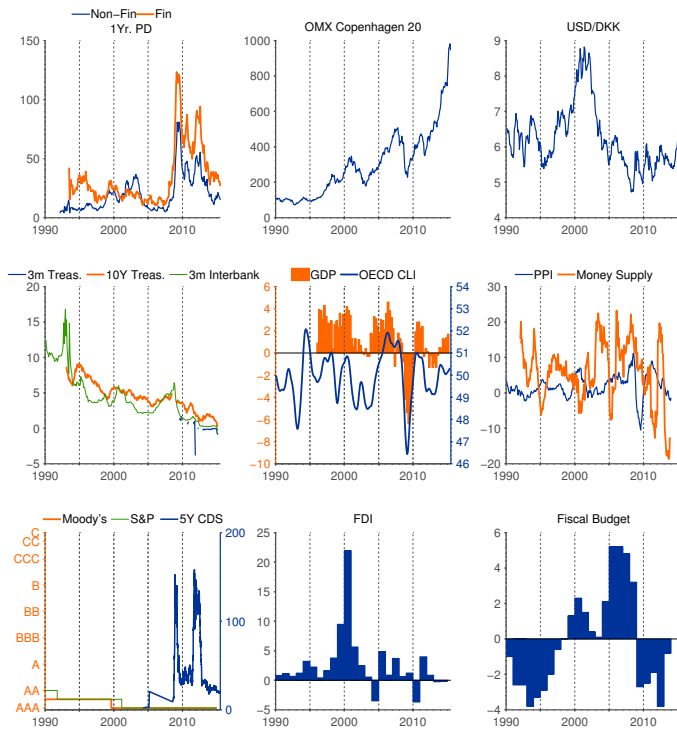 Non−Fin Fin
1Yr. PD
150
100
50
0
1990 2000 2010
OMX Copenhagen 20
1000
800
600
400
200
0
1990 2000 2010
USD/DKK
9
8
7
6
5
4
1990 2000 2010
3m Treas. 10Y Treas. 3m Interbank
20
15
10
5
0
−5
1990 2000 2010
GDP OECD CLI
6 54
4 53
2 52
0 51
−2 50
−4 49
−6 48
−8 47
−10 46
1990 2000 2010
PPI Money Supply
30
20
10
0
−10
−20
1990 2000 2010
Moody's S&P 5Y CDS
C 200
CC
CCC
B
BB 100
BBB
A
AA
AAA 0
1990 2000 2010
FDI
25
20
15
10
5
0
−5
1990 2000 2010
Fiscal Budget
6
4
2
0
−2
−4
1990 2000 2010